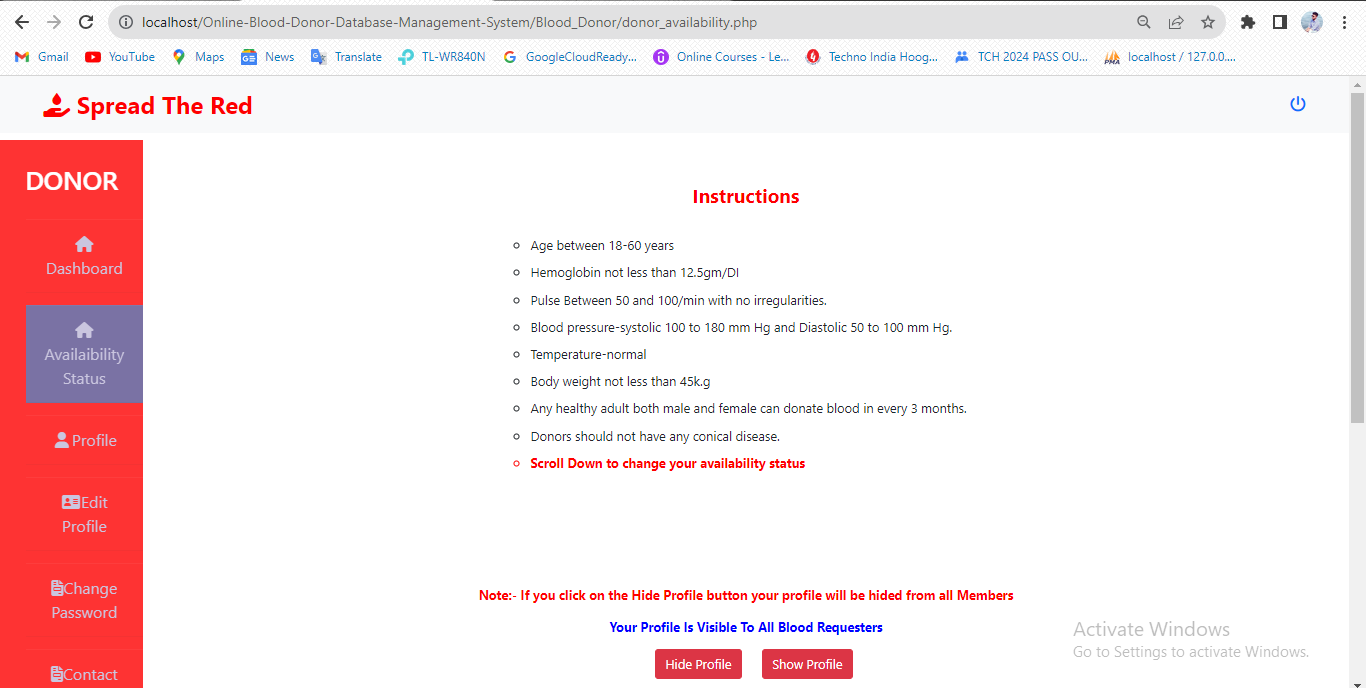 localhost/Online-Blood-Donor-Database-Management-System/Blood_Donor/donor_availability.php
Gmail YouTube Maps News Translate TL-WR840N GoogleCloudReady... Online Courses - Le... Techno India Hoog... TCH 2024 PASS OU... localhost / 127.0.0....
Spread The Red
DONOR
Dashboard
Availaibility
Status
Profile
Edit
Profile
Change
Password
Contact
Instructions
Age between 18-60 years
Hemoglobin not less than 12.5gm/DI
Pulse Between 50 and 100/min with no irregularities.
Blood pressure-systolic 100 to 180 mm Hg and Diastolic 50 to 100 mm Hg.
Temperature-normal
Body weight not less than 45k.g
Any healthy adult both male and female can donate blood in every 3 months.
Donors should not have any conical disease.
Scroll Down to change your availability status
Note:- If you click on the Hide Profile button your profile will be hided from all Members
Your Profile Is Visible To All Blood Requesters
Hide Profile Show Profile
Activate Windows
Go to Settings to activate Windows.